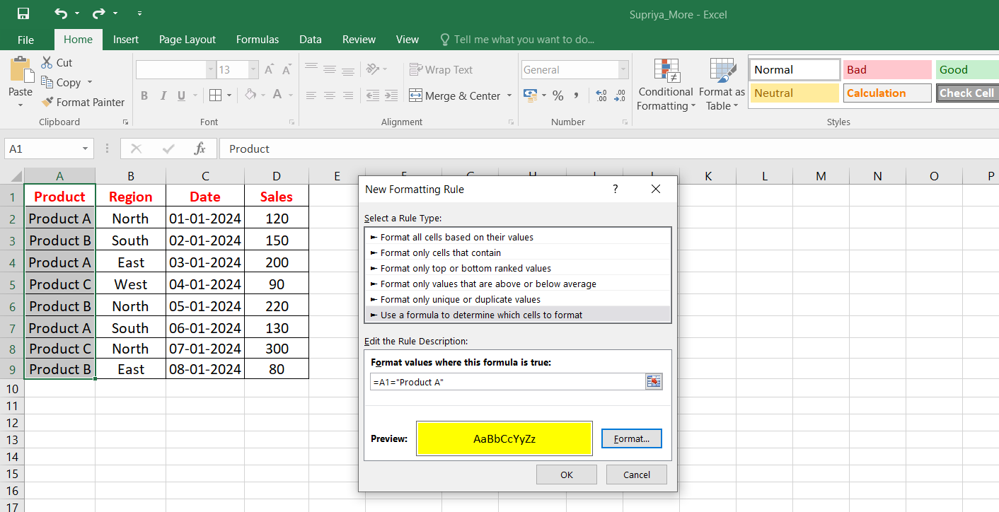 Supriya_More - Excel
File Home Insert Page Layout Formulas Data Review View Tell me what you want to do...
Paste
Cut
Copy
Format Painter
Clipboard
13
B I U
Font
Wrap Text
Merge & Center
Alignment
General
%
Number
Conditional Formatting
Format as Table
Normal Bad Good
Neutral Calculation Check Cell
Styles
A1 fx Product
A B C D E K L M N O P
1 Product Region Date Sales
2 Product A North 01-01-2024 120
3 Product B South 02-01-2024 150
4 Product A East 03-01-2024 200
5 Product C West 04-01-2024 90
6 Product B North 05-01-2024 220
7 Product A South 06-01-2024 130
8 Product C North 07-01-2024 300
9 Product B East 08-01-2024 80
10
11
12
13
14
15
16
17
New Formatting Rule ?
Select a Rule Type:
► Format all cells based on their values
► Format only cells that contain
► Format only top or bottom ranked values
► Format only values that are above or below average
► Format only unique or duplicate values
► Use a formula to determine which cells to format
Edit the Rule Description:
Format values where this formula is true:
=A1="Product A"
Preview: AaBbCcYyZz Format...
OK Cancel